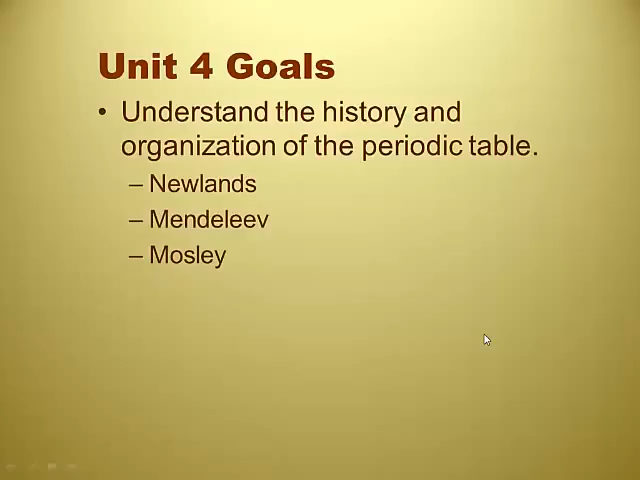 Unit 4 Goals
• Understand the history and
organization of the periodic table.
– Newlands
– Mendeleev
– Mosley